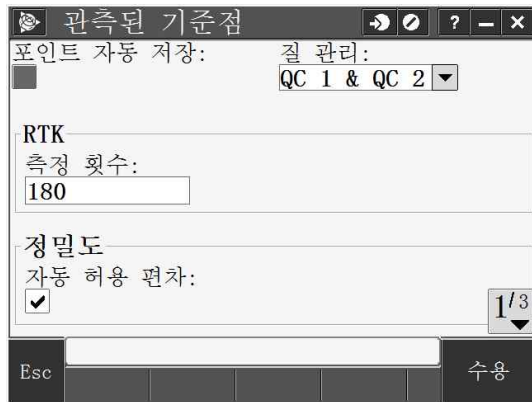 관측된 기준점
? – ×
포인트 자동 저장: 질 관리:
QC 1 & QC 2
RTK
측정 횟수:
180
정밀도
자동 허용 편차:
1/3
Esc 수용